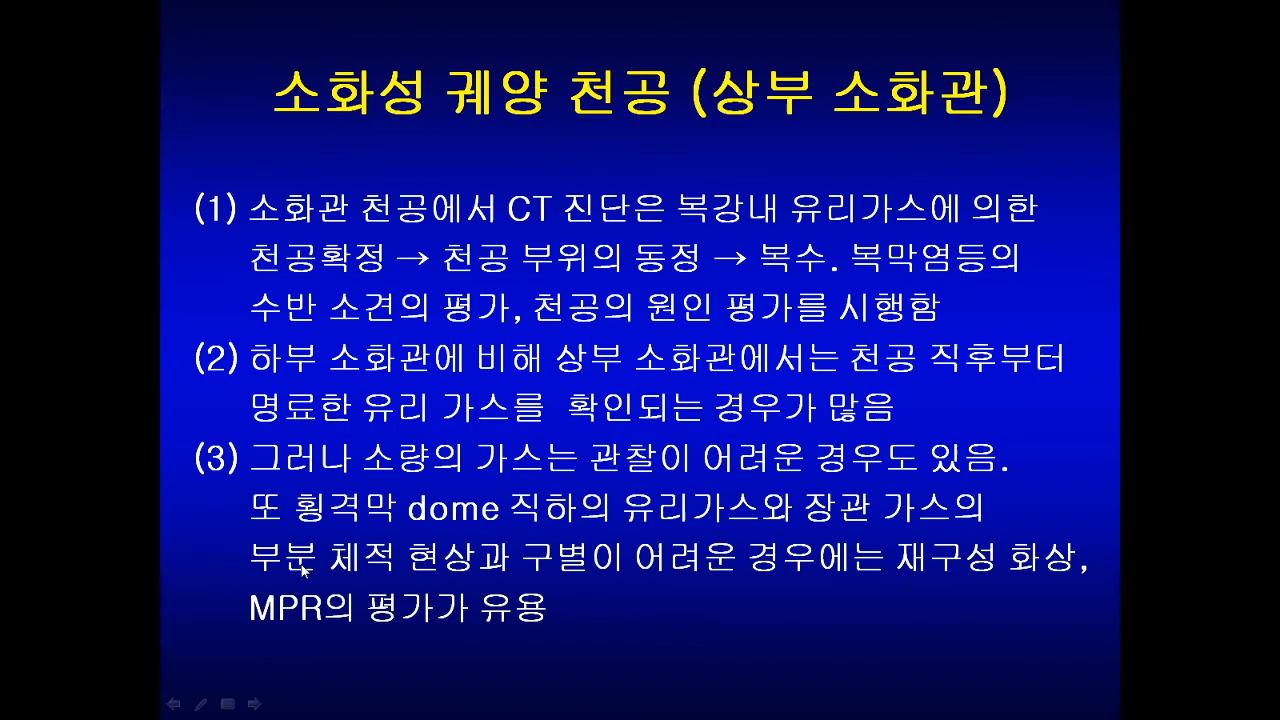 소화성 궤양 천공 (상부 소화관)
(1) 소화관 천공에서 CT 진단은 복강내 유리가스에 의한
천공확정 → 천공 부위의 동정 → 복수. 복막염등의
수반 소견의 평가, 천공의 원인 평가를 시행함
(2) 하부 소화관에 비해 상부 소화관에서는 천공 직후부터
명료한 유리 가스를 확인되는 경우가 많음
(3) 그러나 소량의 가스는 관찰이 어려운 경우도 있음.
또 횡격막 dome 직하의 유리가스와 장관 가스의
부분 체적 현상과 구별이 어려운 경우에는 재구성 화상,
MPR의 평가가 유용